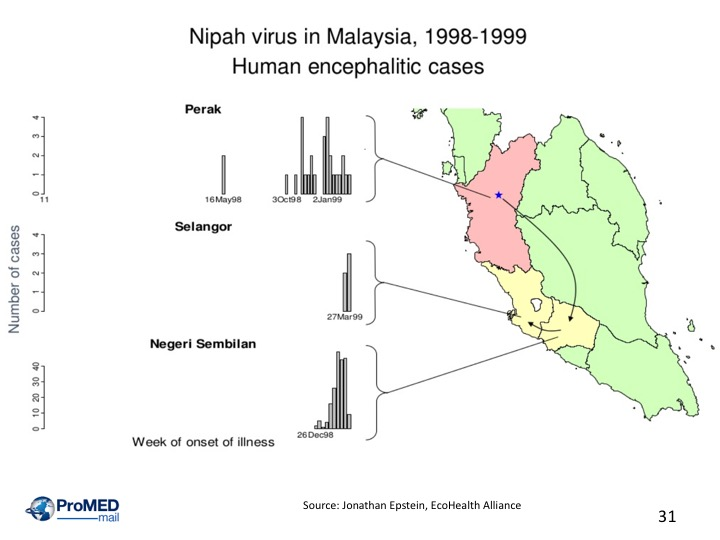 Nipah virus in Malaysia, 1998-1999
Human encephalitic cases
Number of cases
Perak
4
3
2
1
0
11
16May98
3Oct98
2Jan99
Selangor
4
3
2
1
0
27Mar99
Negeri Sembilan
40
30
20
10
0
26Dec98
Week of onset of illness
ProMED
mail
Source: Jonathan Epstein, EcoHealth Alliance
31